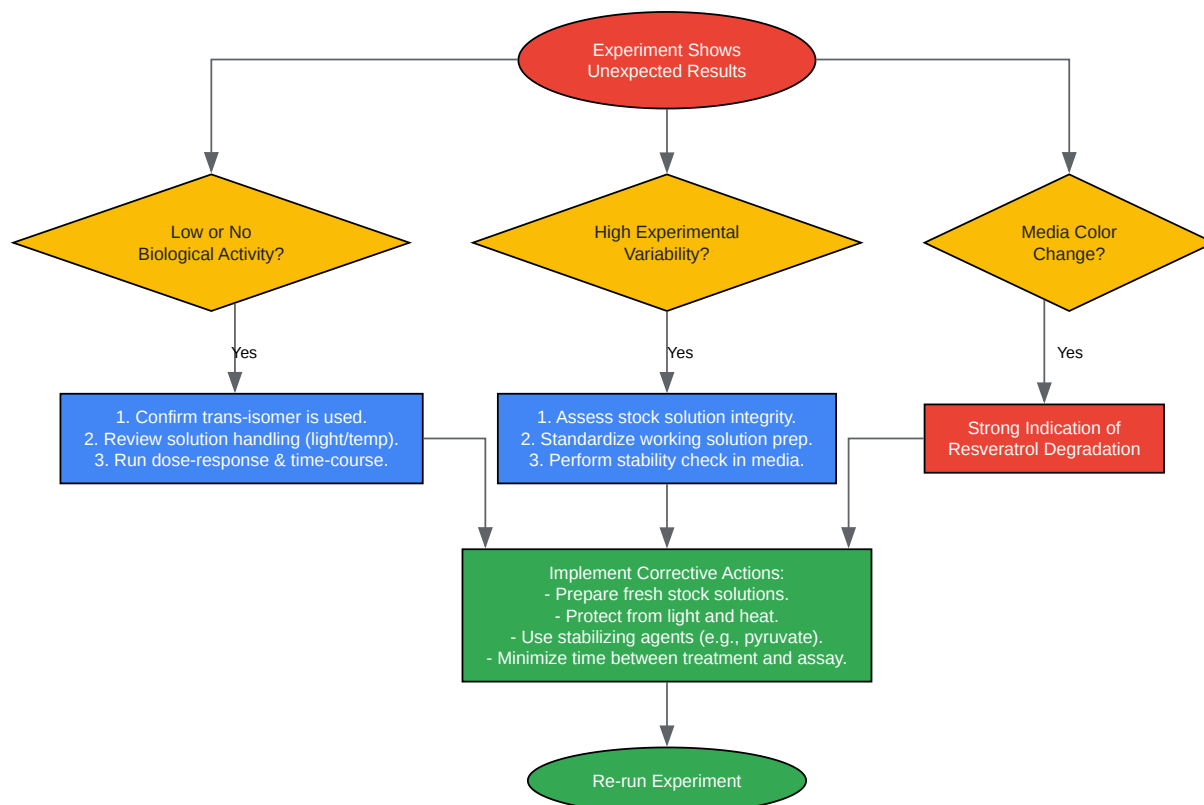 Experiment Shows
Unexpected Results
Low or No
Biological Activity?
High Experimental
Variability?
Media Color
Change?
Yes
Yes
Yes
1. Confirm trans-isomer is used.
2. Review solution handling (light/temp).
3. Run dose-response & time-course.
1. Assess stock solution integrity.
2. Standardize working solution prep.
3. Perform stability check in media.
Strong Indication of
Resveratrol Degradation
Implement Corrective Actions:
- Prepare fresh stock solutions.
- Protect from light and heat.
- Use stabilizing agents (e.g., pyruvate).
- Minimize time between treatment and assay.
Re-run Experiment